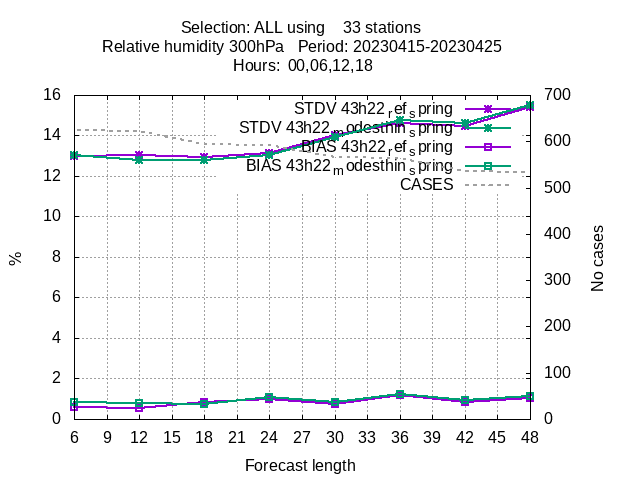 Selection: ALL using    33 stations
Relative humidity 300hPa   Period: 20230415-20230425
Hours:  00,06,12,18
STDV 43h22_ref_spring
STDV 43h22_modesthin_spring
BIAS 43h22_ref_spring
BIAS 43h22_modesthin_spring
CASES
16
14
12
10
8
6
4
2
0
%
700
600
500
400
300
200
100
0
No cases
6 9 12 15 18 21 24 27 30 33 36 39 42 45 48
Forecast length